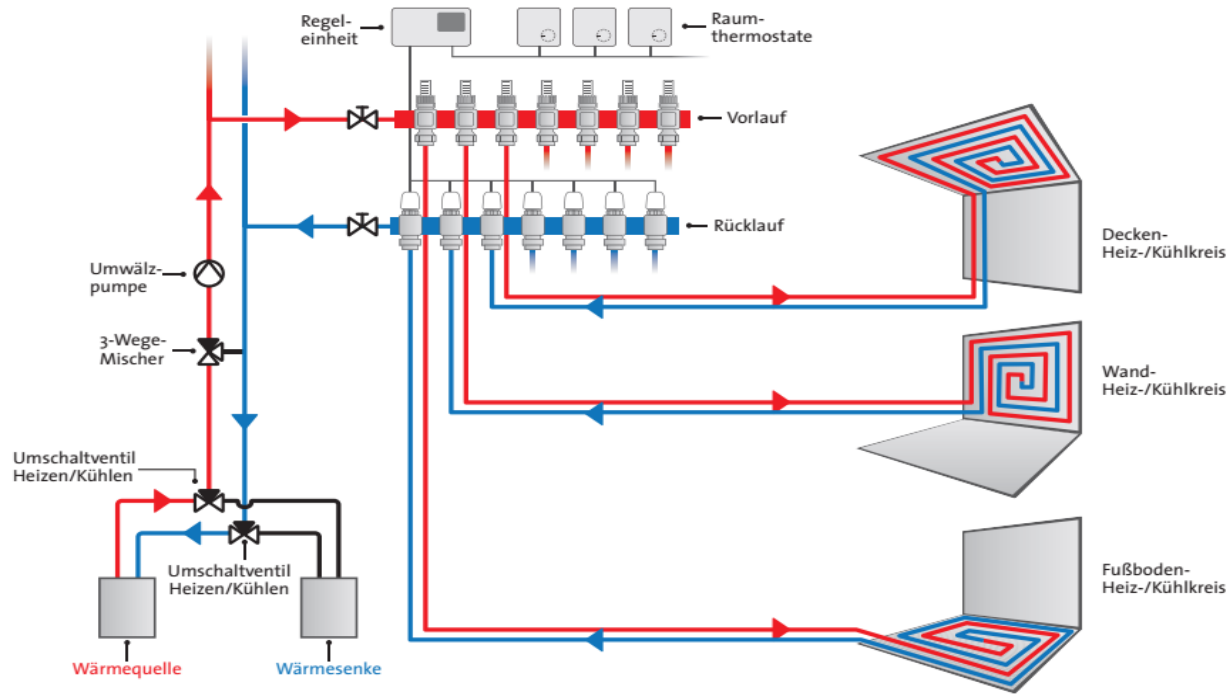 Regel-
einheit
Raum-
thermostate
Vorlauf
Rücklauf
Decken-
Heiz-/Kühlkreis
Umwälz-
pumpe
3-Wege-
Mischer
Wand-
Heiz-/Kühlkreis
Umschaltventil
Heizen/Kühlen
Umschaltventil
Heizen/Kühlen
Fußboden-
Heiz-/Kühlkreis
Wärmequelle
Wärmesenke